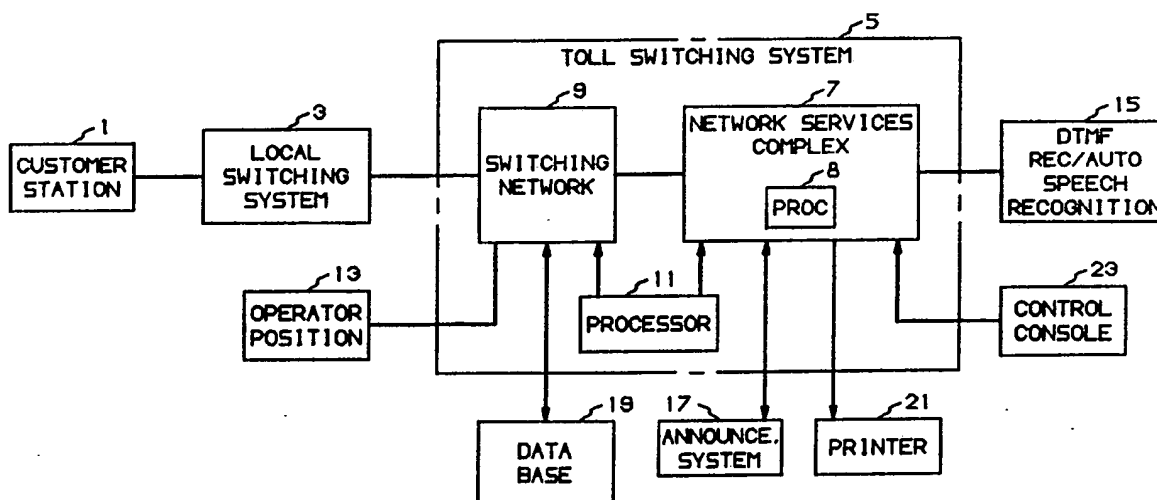 5
TOLL SWITCHING SYSTEM
1
CUSTOMER
STATION
3
LOCAL
SWITCHING
SYSTEM
9
SWITCHING
NETWORK
7
NETWORK SERVICES
COMPLEX
8
PROC
15
DTMF
REC/AUTO
SPEECH
RECOGNITION
13
OPERATOR
POSITION
11
PROCESSOR
23
CONTROL
CONSOLE
19
DATA
BASE
17
ANNOUNCE.
SYSTEM
21
PRINTER